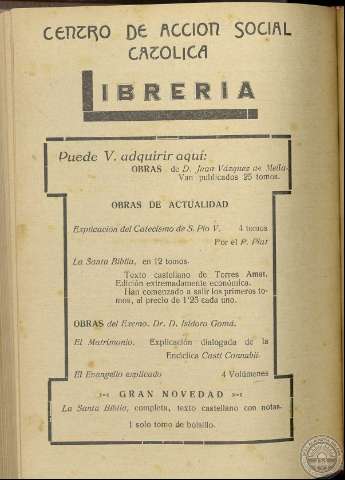 CENTRO DE ACCION SOCIAL
CATOLICA
LIBRERIA
Puede V. adquirir aquí:
OBRAS de D. Juan Vázquez de Mella.
Van publicados 25 tomos.
OBRAS DE ACTUALIDAD
Explicación del Catecismo de S. Pío V. 4 tomos
Por el P. Plat
La Santa Biblia, en 12 tomos.
Texto castellano de Torres Amat.
Edición extremadamente económica.
Han comenzado a salir los primeros to-
mos, al precio de 1'25 cada uno.
OBRAS del Excmo. Dr. D. Isidoro Gomá.
El Matrimonio. Explicación dialogada de la
Encíclica Casti Connubii.
El Evangelio explicado 4 Volúmenes
GRAN NOVEDAD
La Santa Biblia, completa, texto castellano con notas.
1 solo tomo de bolsillo.